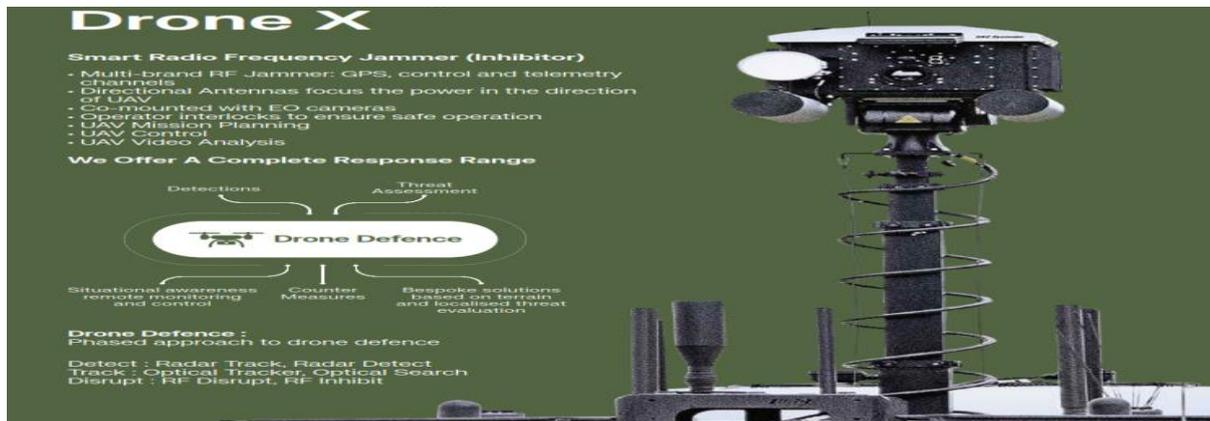 Drone X
Smart Radio Frequency Jammer (Inhibitor)
• Multi-brand RF Jammer: GPS, control and telemetry
channels
• Directional Antennas focus the power in the direction
of UAV
• Co-mounted with EO cameras
• Operator interlocks to ensure safe operation
• UAV Mission Planning
• UAV Control
• UAV Video Analysis
We Offer A Complete Response Range
Detections
Threat
Assessment
Drone Defence
Situational awareness
remote monitoring
and control
Counter
Measures
Bespoke solutions
based on terrain
and localised threat
evaluation
Drone Defence :
Phased approach to drone defence
Detect : Radar Track, Radar Detect
Track : Optical Tracker, Optical Search
Disrupt : RF Disrupt, RF Inhibit